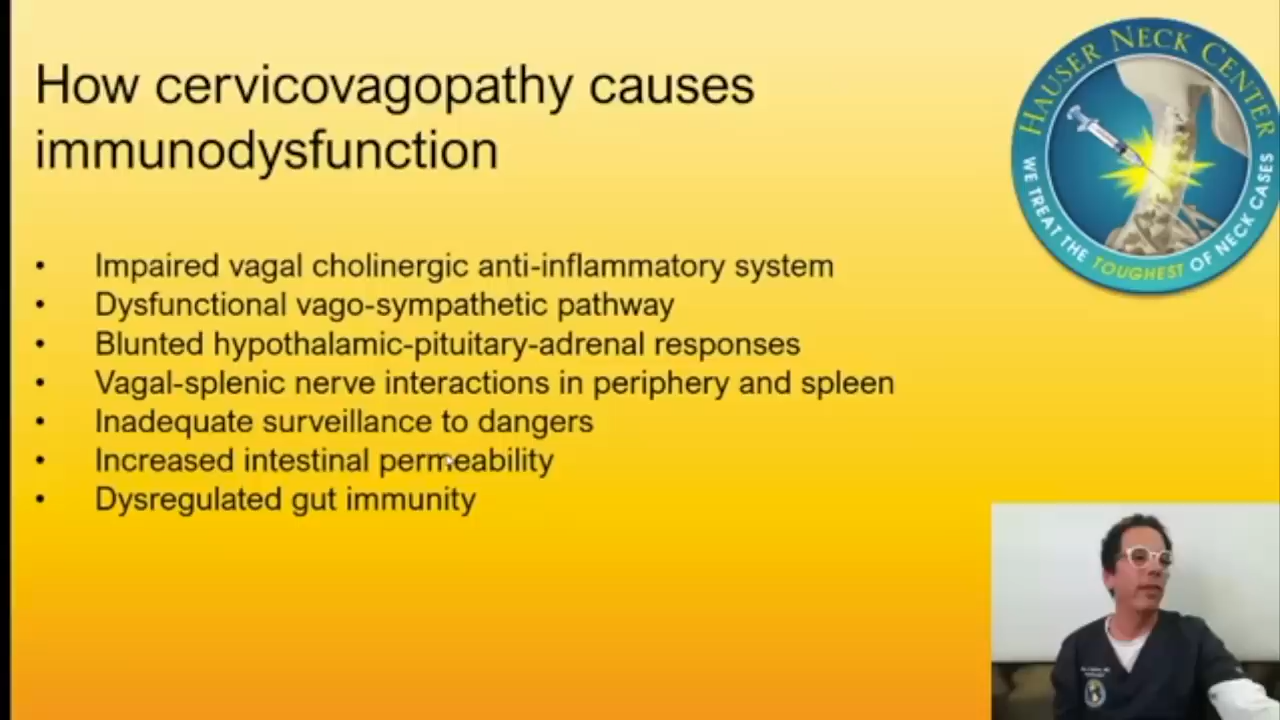 How cervicovagopathy causes
immunodysfunction
HAUSER NECK CENTER
WE TREAT THE TOUGHEST OF NECK CASES
• Impaired vagal cholinergic anti-inflammatory system
• Dysfunctional vago-sympathetic pathway
• Blunted hypothalamic-pituitary-adrenal responses
• Vagal-splenic nerve interactions in periphery and spleen
• Inadequate surveillance to dangers
• Increased intestinal permeability
• Dysregulated gut immunity